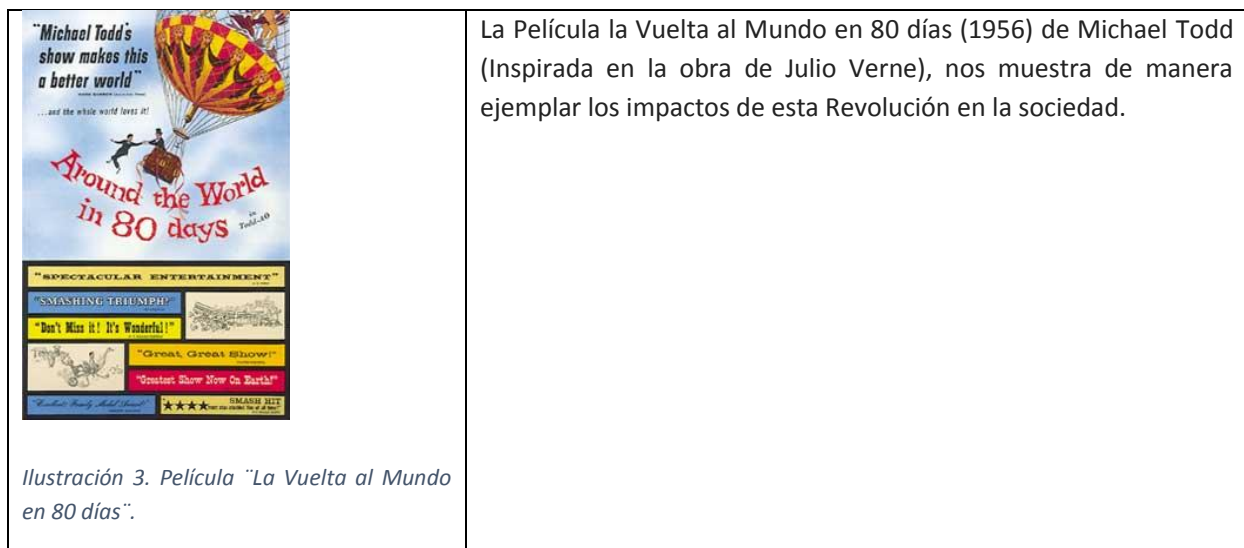 "Michael Todd's
show makes this
a better world"
...and the whole world loves it!
Around the World
in 80 days in
Todd-AO
"SPECTACULAR ENTERTAINMENT"
"SMASHING TRIUMPH!"
"Don't Miss it! It's Wonderful!"
"Great, Great Show!"
"Greatest Show Now On Earth!"
SMASH HIT
Ilustración 3. Película ¨La Vuelta al Mundo
en 80 días¨.
La Película la Vuelta al Mundo en 80 días (1956) de Michael Todd
(Inspirada en la obra de Julio Verne), nos muestra de manera
ejemplar los impactos de esta Revolución en la sociedad.